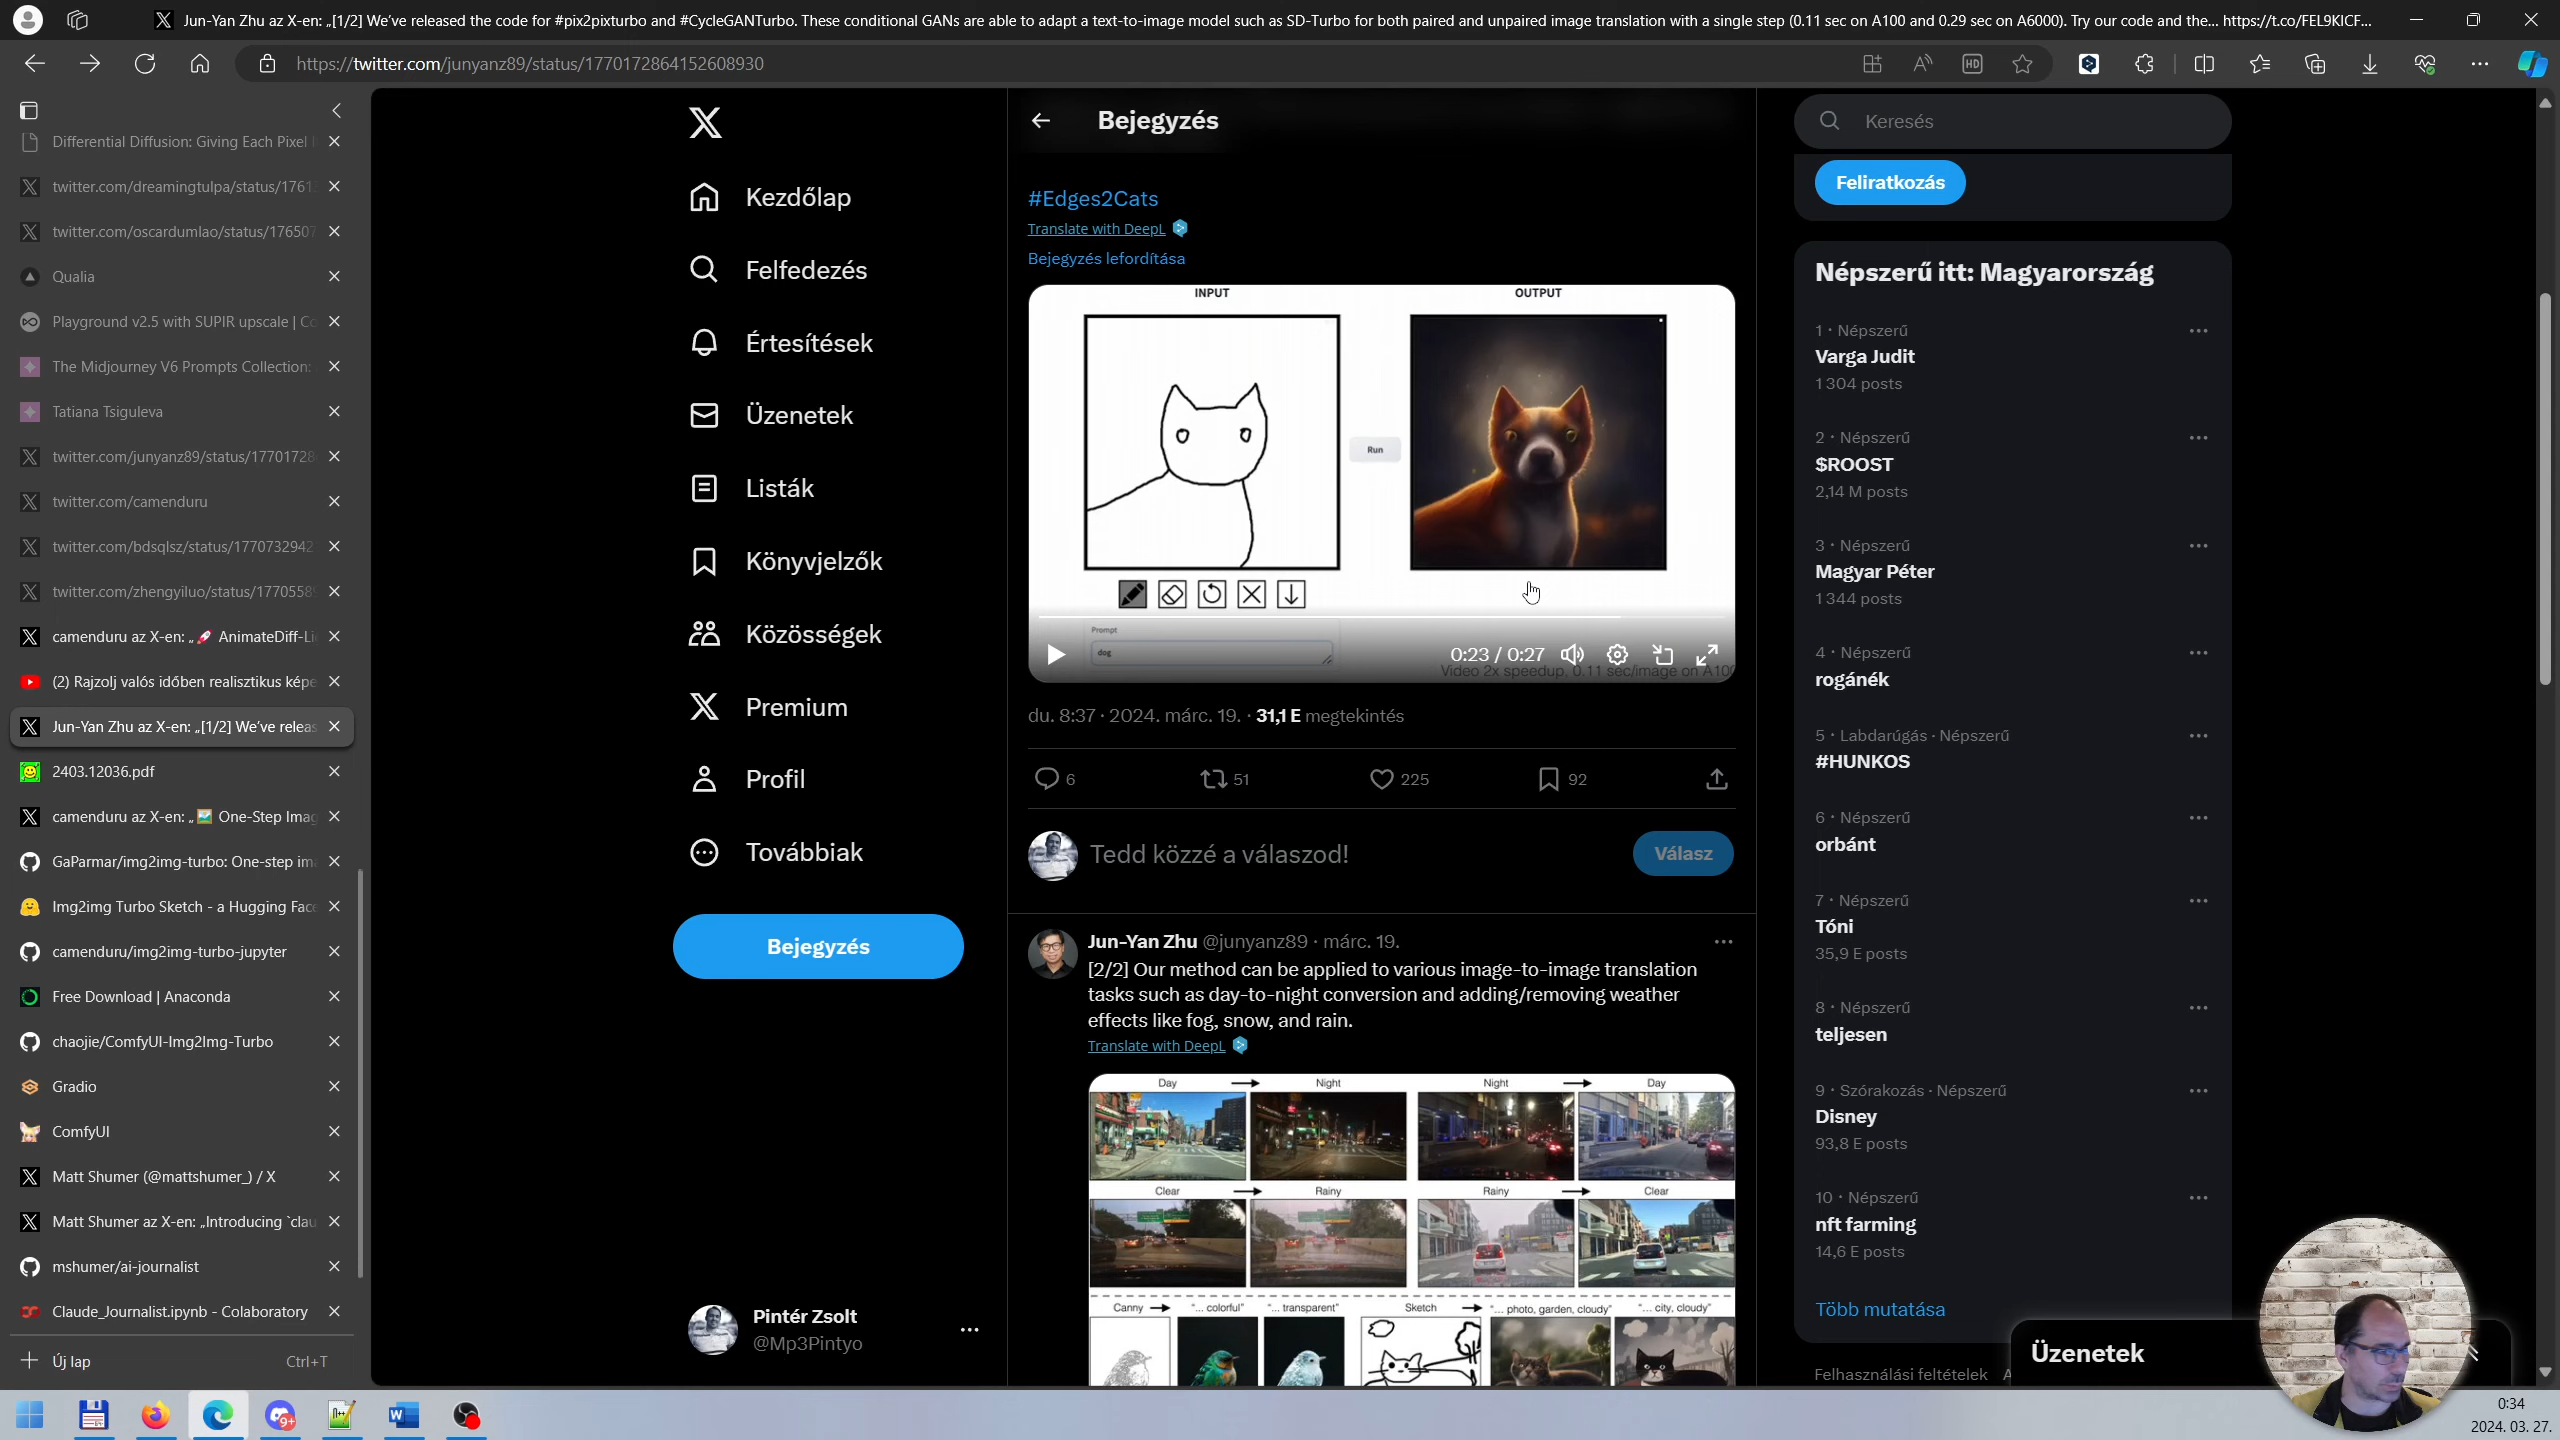 Jun-Yan Zhu az X-en: „[1/2] We've released the code for #pix2pixturbo and #CycleGANTurbo. These conditional GANs are able to adapt a text-to-image model such as SD-Turbo for both paired and unpaired image translation with a single step (0.11 sec on A100 and 0.29 sec on A6000). Try our code and the... https://t.co/FEL9KICF...
https://twitter.com/junyanz89/status/1770172864152608930
HD
Differential Diffusion: Giving Each Pixel
twitter.com/dreamingtulpa/status/1761
twitter.com/oscardumlao/status/176507
Qualia
Playground v2.5 with SUPIR upscale | Co
The Midjourney V6 Prompts Collection:
Tatiana Tsiguleva
twitter.com/junyanz89/status/17701728
twitter.com/camenduru
twitter.com/bdsqlsz/status/1770732942
twitter.com/zhengyiluo/status/1770558
camenduru az X-en: „🚀 AnimateDiff-Li
(2) Rajzolj valós időben realisztikus képe
Jun-Yan Zhu az X-en: „[1/2] We've releas
2403.12036.pdf
camenduru az X-en: „🖼️ One-Step Imag
GaParmar/img2img-turbo: One-step im
Img2img Turbo Sketch - a Hugging Face
camenduru/img2img-turbo-jupyter
Free Download | Anaconda
chaojie/ComfyUI-Img2Img-Turbo
Gradio
ComfyUI
Matt Shumer (@mattshumer_) / X
Matt Shumer az X-en: „Introducing `clau
mshumer/ai-journalist
Claude_Journalist.ipynb - Colaboratory
Új lap Ctrl+T
Kezdőlap
Felfedezés
Értesítések
Üzenetek
Listák
Könyvjelzők
Közösségek
Premium
Profil
Továbbiak
Bejegyzés
Pintér Zsolt
@Mp3Pintyo
Bejegyzés
#Edges2Cats
Translate with DeepL
Bejegyzés lefordítása
INPUT OUTPUT
Run
Prompt
dog
0:23 / 0:27
Video 2x speedup, 0.11 sec/image on A100
du. 8:37 · 2024. márc. 19. · 31,1 E megtekintés
6 51 225 92
Tedd közzé a válaszod!
Válasz
Jun-Yan Zhu @junyanz89 · márc. 19.
[2/2] Our method can be applied to various image-to-image translation
tasks such as day-to-night conversion and adding/removing weather
effects like fog, snow, and rain.
Translate with DeepL
Day Night Night Day
Clear Rainy Rainy Clear
Canny "... colorful" "... transparent" Sketch "... photo, garden, cloudy" "... city, cloudy"
Keresés
Feliratkozás
Népszerű itt: Magyarország
1 · Népszerű
Varga Judit
1 304 posts
2 · Népszerű
$ROOST
2,14 M posts
3 · Népszerű
Magyar Péter
1 344 posts
4 · Népszerű
rogánék
5 · Labdarúgás · Népszerű
#HUNKOS
6 · Népszerű
orbánt
7 · Népszerű
Tóni
35,9 E posts
8 · Népszerű
teljesen
9 · Szórakozás · Népszerű
Disney
93,8 E posts
10 · Népszerű
nft farming
14,6 E posts
Több mutatása
Felhasználási feltételek
Üzenetek
9+
0:34
2024. 03. 27.